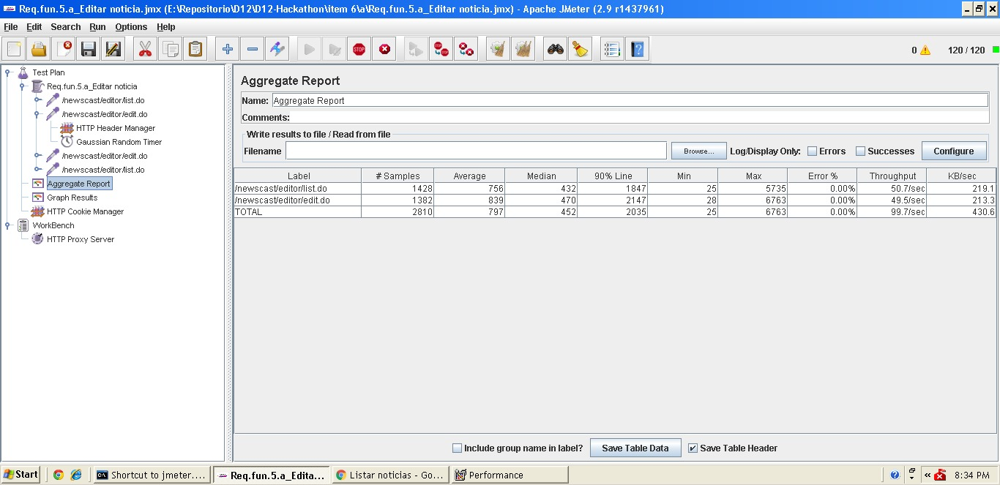 Req.fun.5.a_Editar noticia.jmx (E:\Repositorio\D12\D12-Hackathon\item 6\a\Req.fun.5.a_Editar noticia.jmx) - Apache JMeter (2.9 r1437961)
File Edit Search Run Options Help
STOP
0 120 / 120
Test Plan
Req.fun.5.a_Editar noticia
/newscast/editor/list.do
/newscast/editor/edit.do
HTTP Header Manager
Gaussian Random Timer
/newscast/editor/edit.do
/newscast/editor/list.do
Aggregate Report
Graph Results
HTTP Cookie Manager
WorkBench
HTTP Proxy Server
Aggregate Report
Name: Aggregate Report
Comments:
Write results to file / Read from file
Filename Browse... Log/Display Only: Errors Successes Configure
Label # Samples Average Median 90% Line Min Max Error % Throughput KB/sec
/newscast/editor/list.do 1428 756 432 1847 25 5735 0.00% 50.7/sec 219.1
/newscast/editor/edit.do 1382 839 470 2147 28 6763 0.00% 49.5/sec 213.3
TOTAL 2810 797 452 2035 25 6763 0.00% 99.7/sec 430.6
Include group name in label? Save Table Data Save Table Header
Start Shortcut to jmeter.... Req.fun.5.a_Edita... Listar noticias - Go... Performance « 8:34 PM